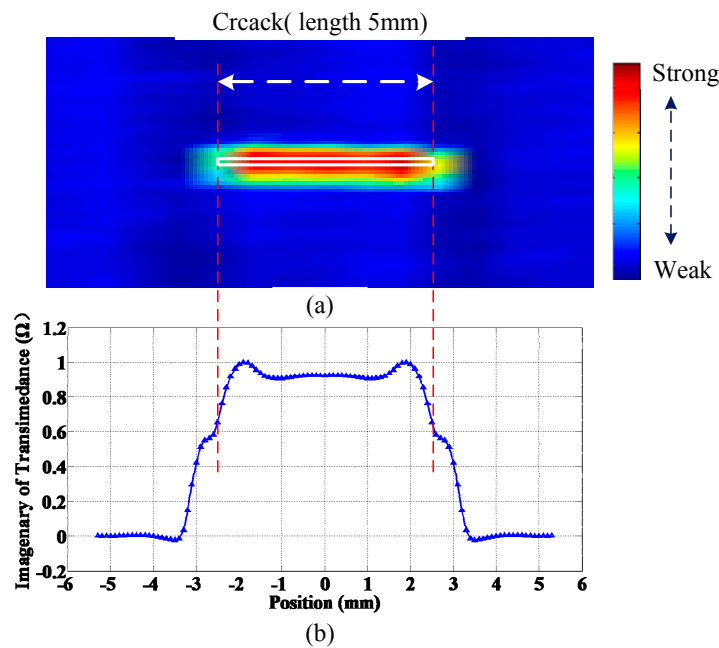 Crcack( length 5mm)
Strong
Weak
(a)
Imagenary of Transimedance (Ω)
1.2
1
0.8
0.6
0.4
0.2
0
-0.2
-6 -5 -4 -3 -2 -1 0 1 2 3 4 5 6
Position (mm)
(b)